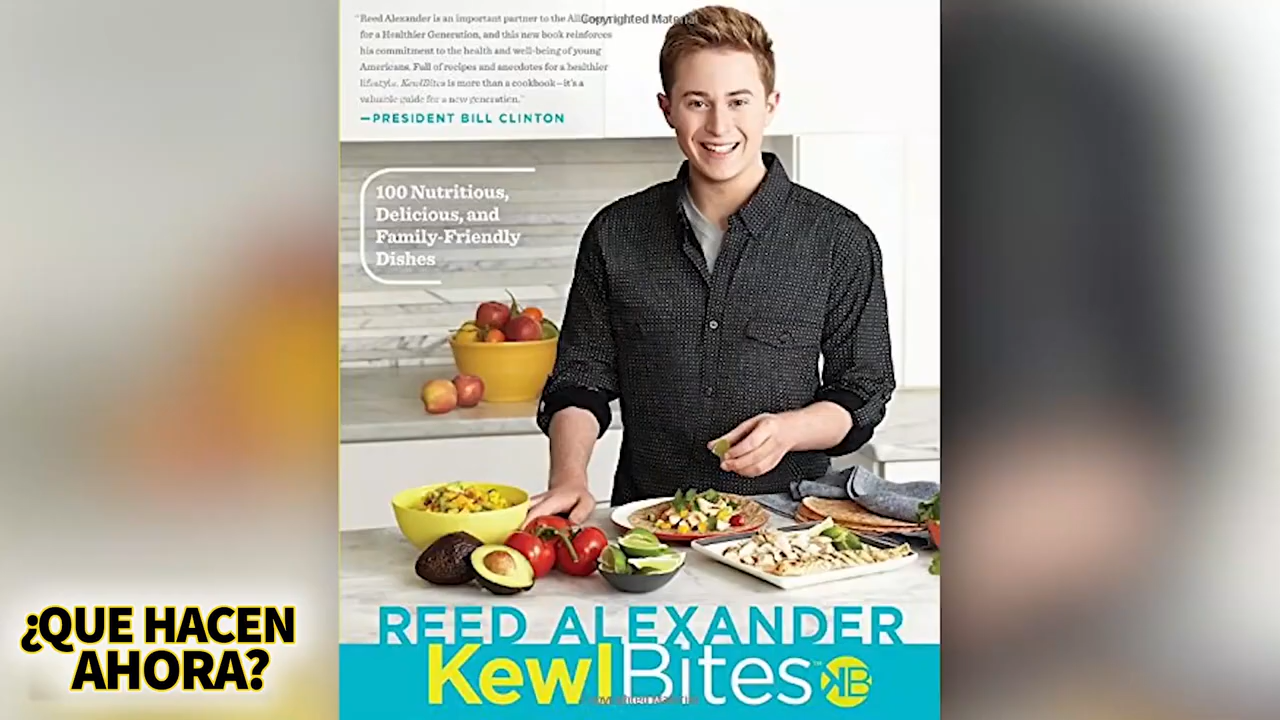 "Reed Alexander is an important partner to the
Copyrighted Material
for a Healthier Generation, and this new book reinforces
his commitment to the health and well-being of young
Americans. Full of recipes and anecdotes for a healthier
lifestyle, KewlBites is more than a cookbook—it's a
valuable guide for a new generation."
—PRESIDENT BILL CLINTON
100 Nutritious,
Delicious, and
Family-Friendly
Dishes
REED ALEXANDER
KewlBites™ KB
¿QUE HACEN
AHORA?